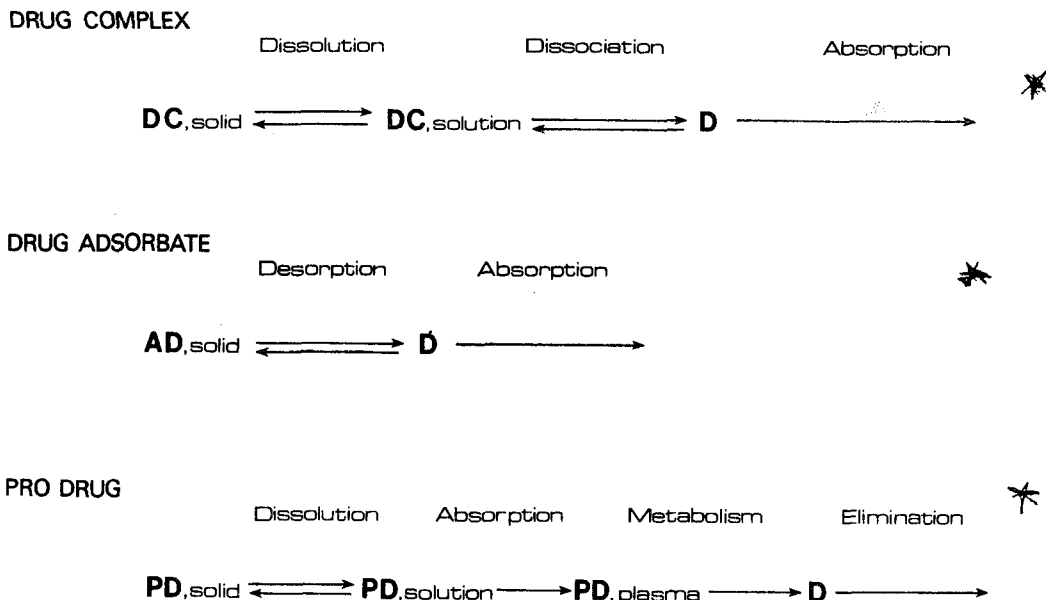 DRUG COMPLEX
Dissolution Dissociation Absorption
DC,solid DC,solution D
DRUG ADSORBATE
Desorption Absorption
AD,solid D
PRO DRUG
Dissolution Absorption Metabolism Elimination
PD,solid PD,solution PD,plasma D